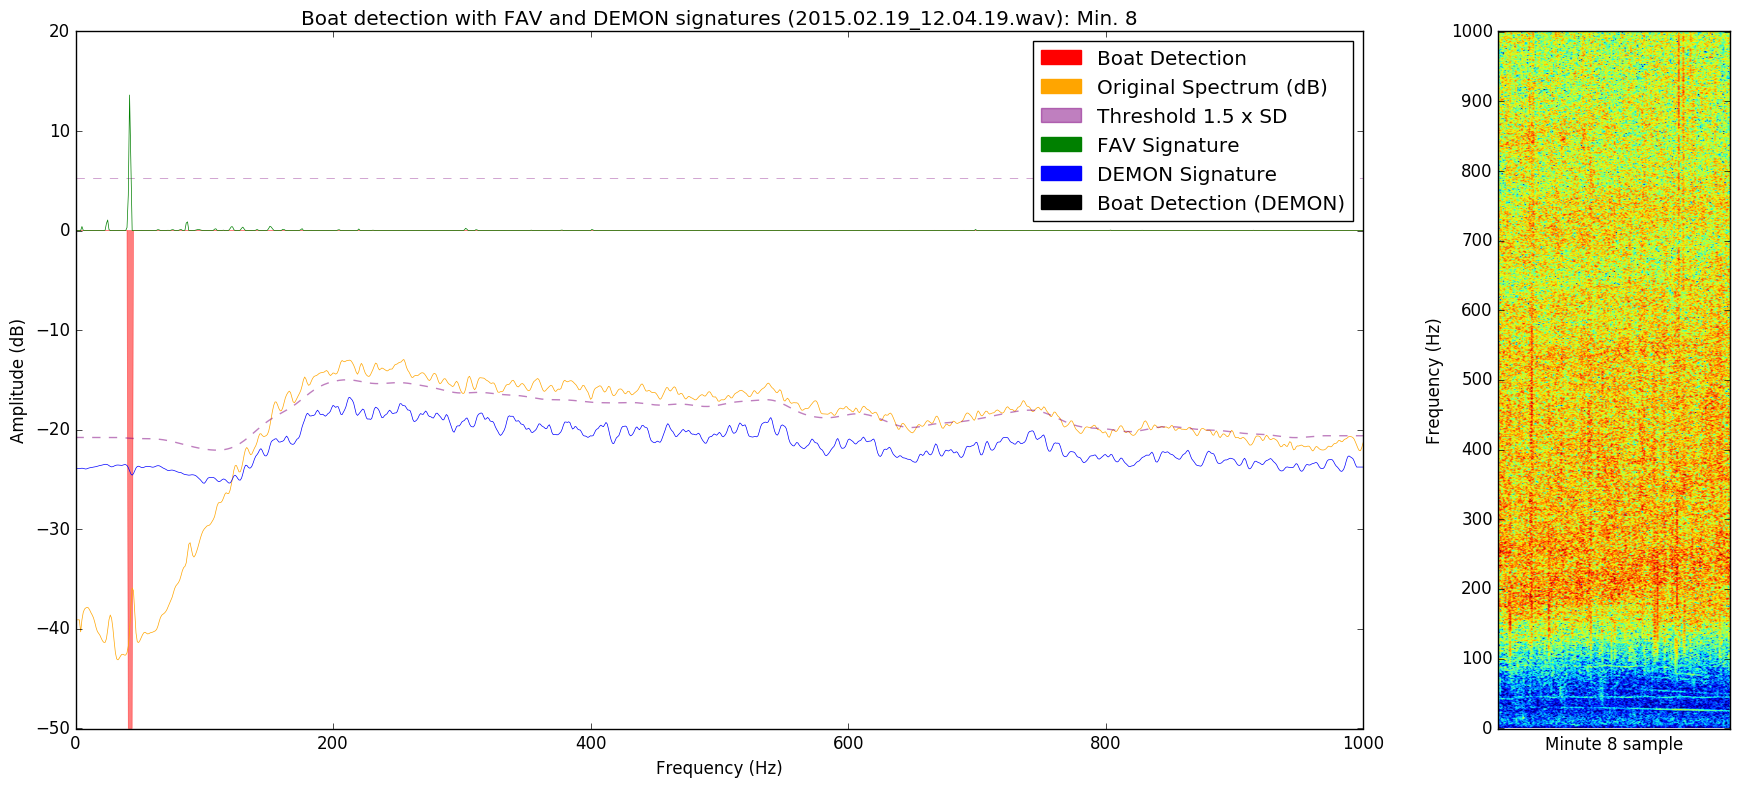 Boat detection with FAV and DEMON signatures (2015.02.19_12.04.19.wav): Min. 8
20
10
0
−10
−20
−30
−40
−50
Amplitude (dB)
0
200
400
600
800
1000
Frequency (Hz)
Boat Detection
Original Spectrum (dB)
Threshold 1.5 x SD
FAV Signature
DEMON Signature
Boat Detection (DEMON)
1000
900
800
700
600
500
400
300
200
100
0
Frequency (Hz)
Minute 8 sample